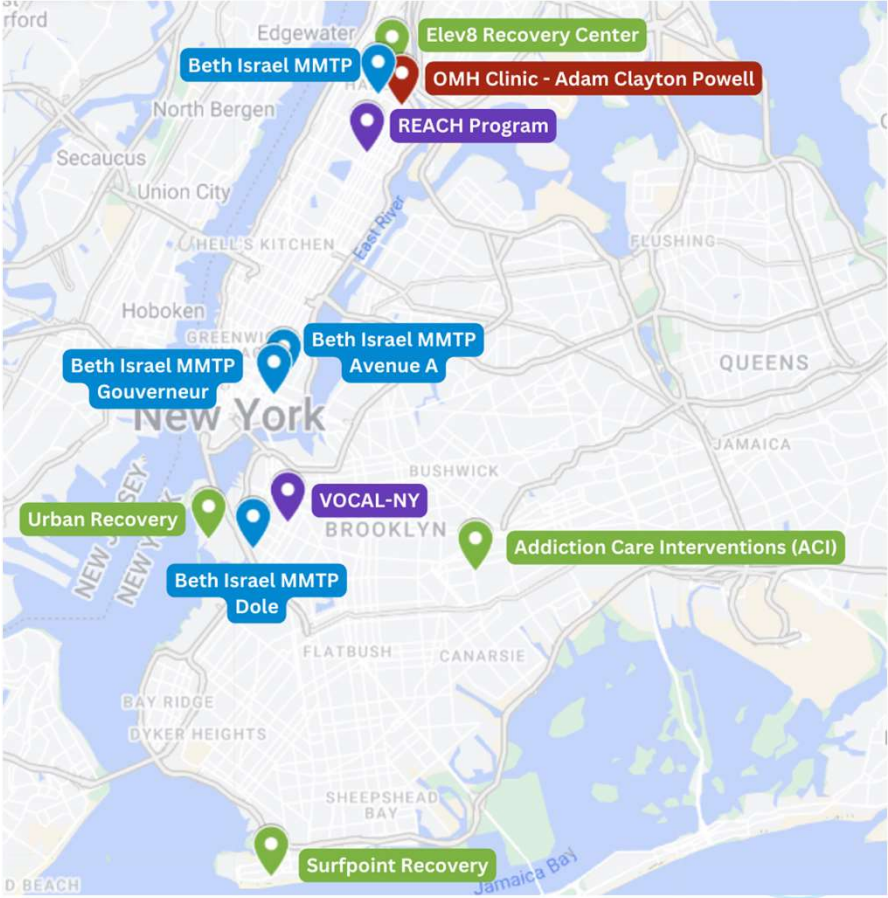 rford
Edgewater
Elev8 Recovery Center
Beth Israel MMTP
OMH Clinic - Adam Clayton Powell
HA
North Bergen
REACH Program
Secaucus
Union City
East River
HELL'S KITCHEN
FLUSHING
Hoboken
GREENWI
Beth Israel MMTP
Avenue A
Beth Israel MMTP
Gouverneur
QUEENS
New York
JAMAICA
BUSHWICK
NEW JERSEY
NEW YORK
VOCAL-NY
Urban Recovery
BROOKLYN
Addiction Care Interventions (ACI)
Beth Israel MMTP
Dole
FLATBUSH
CANARSIE
BAY RIDGE
DYKER HEIGHTS
SHEEPSHEAD
BAY
Surfpoint Recovery
Jamaica Bay
D BEACH